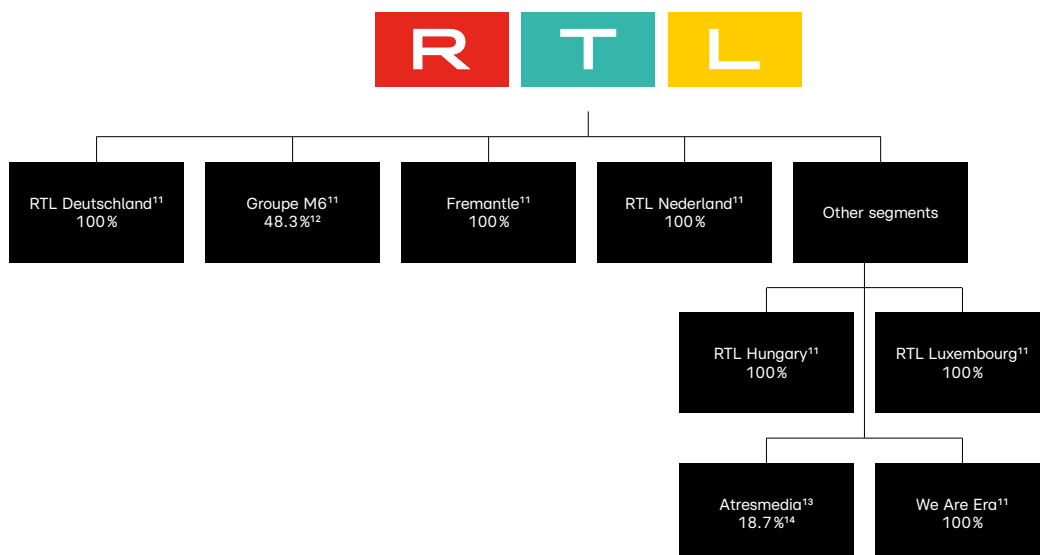 R T L
RTL Deutschland¹¹
100%
Groupe M6¹¹
48.3%¹²
Fremantle¹¹
100%
RTL Nederland¹¹
100%
Other segments
RTL Hungary¹¹
100%
RTL Luxembourg¹¹
100%
Atresmedia¹³
18.7%¹⁴
We Are Era¹¹
100%